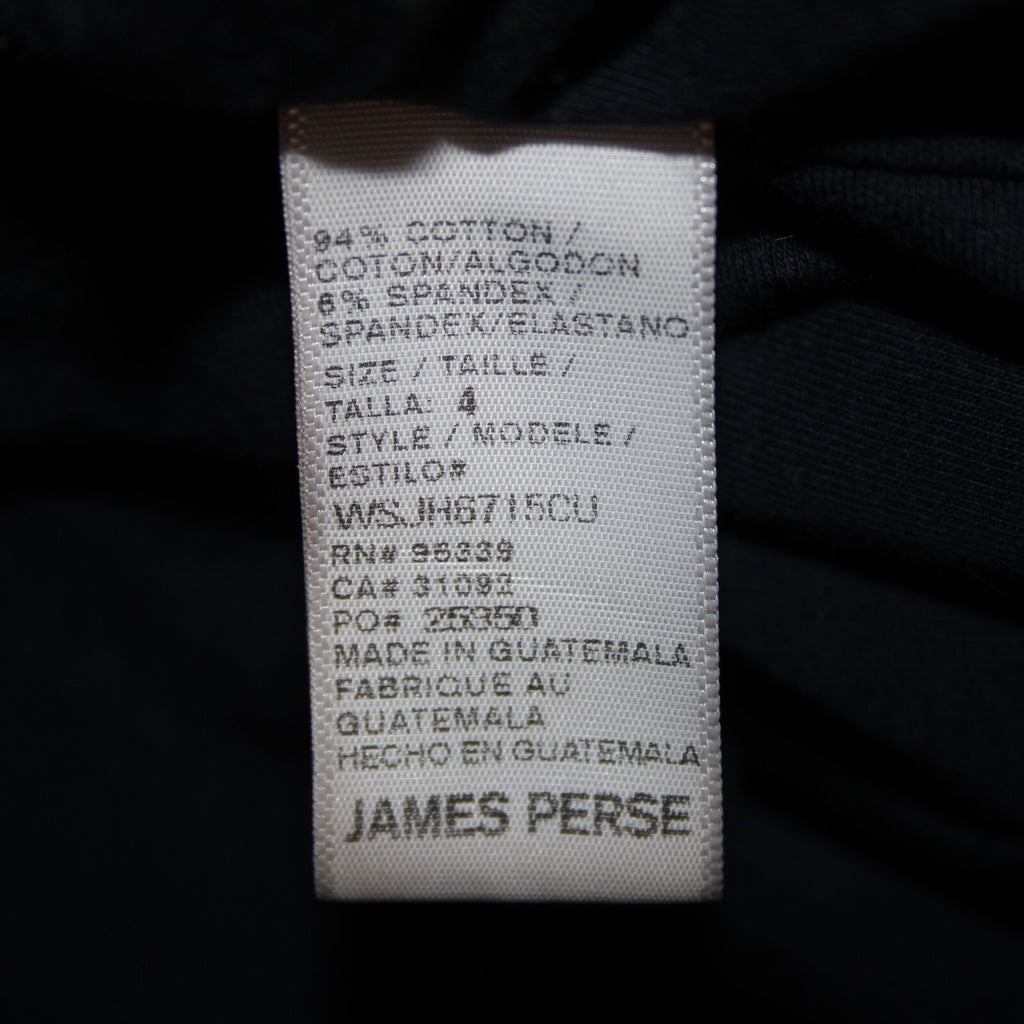 94% COTTON /
COTON/ALGODON
6% SPANDEX /
SPANDEX/ELASTANO
SIZE / TAILLE /
TALLA: 4
STYLE / MODELE /
ESTILO#
WSJH6715CU
RN# 96339
CA# 31092
PO# 25350
MADE IN GUATEMALA
FABRIQUE AU
GUATEMALA
HECHO EN GUATEMALA
JAMES PERSE